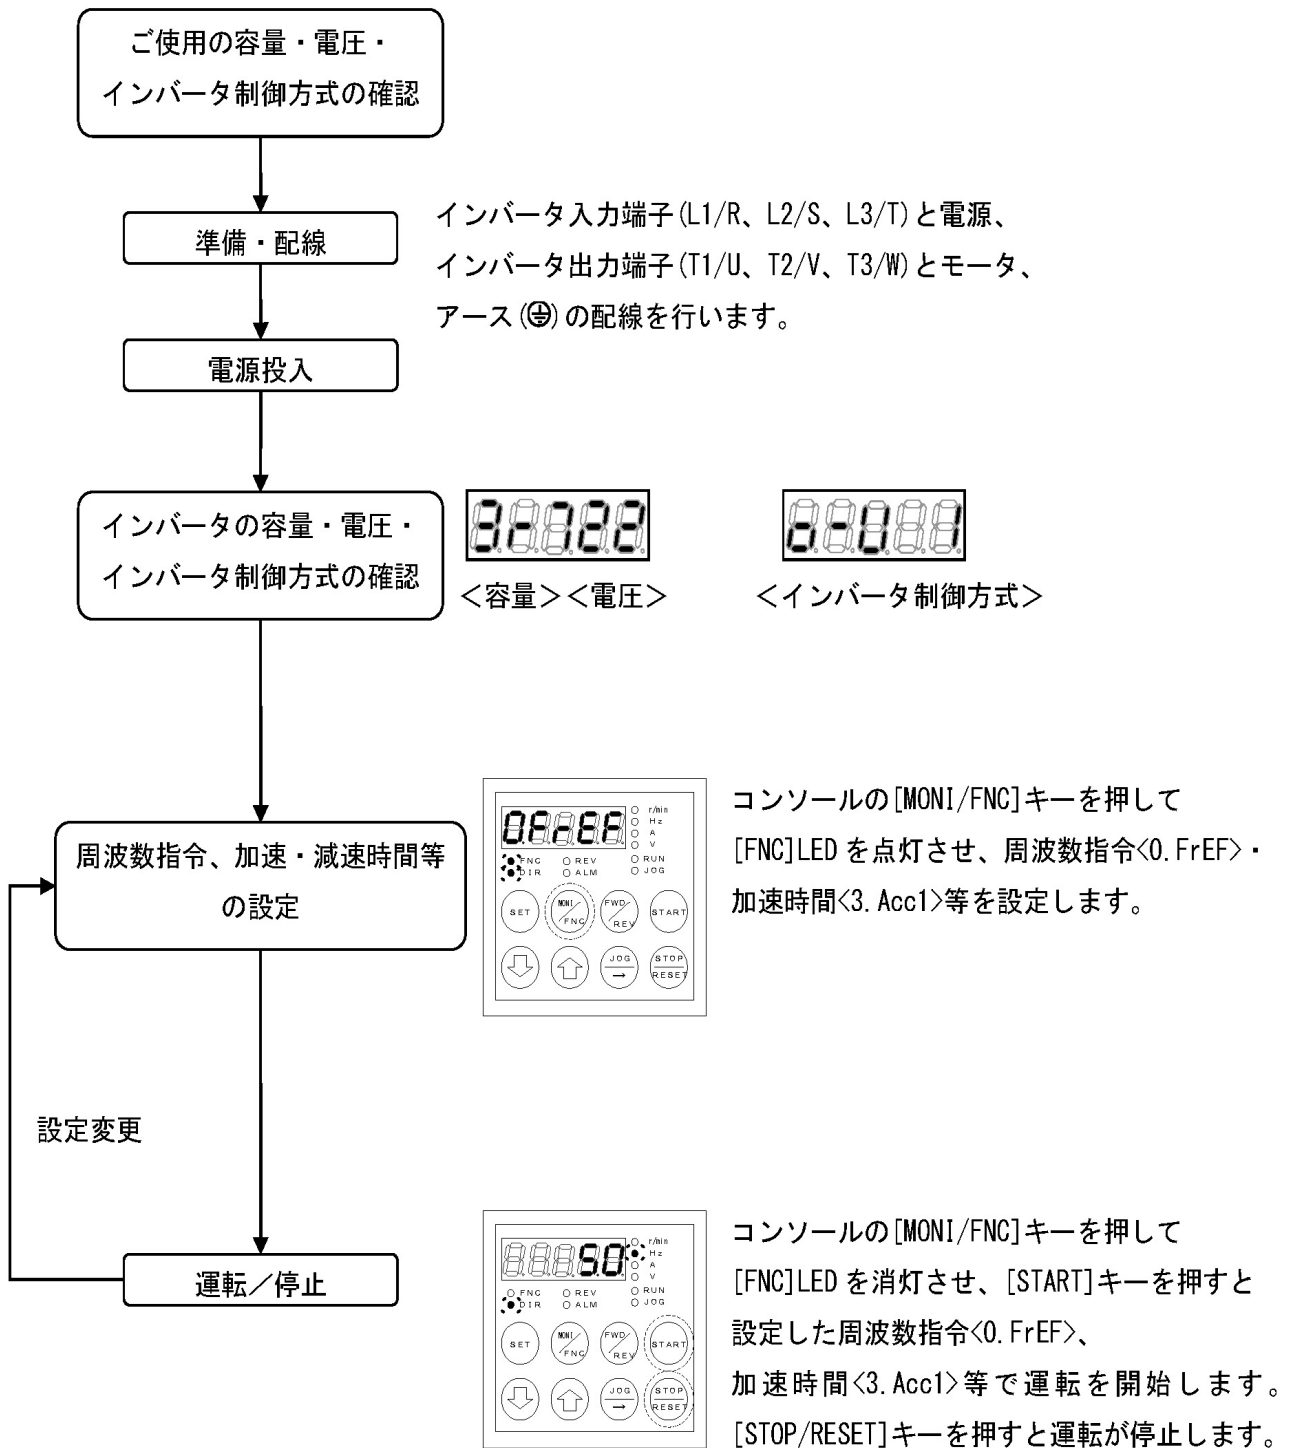 ご使用の容量・電圧・
インバータ制御方式の確認
準備・配線
インバータ入力端子(L1/R、L2/S、L3/T)と電源、
インバータ出力端子(T1/U、T2/V、T3/W)とモータ、
アース(⏚)の配線を行います。
電源投入
インバータの容量・電圧・
インバータ制御方式の確認
3r722
o-U 1
<容量><電圧>
<インバータ制御方式>
周波数指令、加速・減速時間等
の設定
0.FrEF
r/min
Hz
A
V
FNC REV RUN
DIR ALM JOG
SET MONI/FNC FWD/REV START
JOG → STOP/RESET
コンソールの[MONI/FNC]キーを押して
[FNC]LEDを点灯させ、周波数指令<0.FrEF>・
加速時間<3.Acc1>等を設定します。
設定変更
運転/停止
50
r/min
Hz
A
V
FNC REV RUN
DIR ALM JOG
SET MONI/FNC FWD/REV START
JOG → STOP/RESET
コンソールの[MONI/FNC]キーを押して
[FNC]LEDを消灯させ、[START]キーを押すと
設定した周波数指令<0.FrEF>、
加速時間<3.Acc1>等で運転を開始します。
[STOP/RESET]キーを押すと運転が停止します。